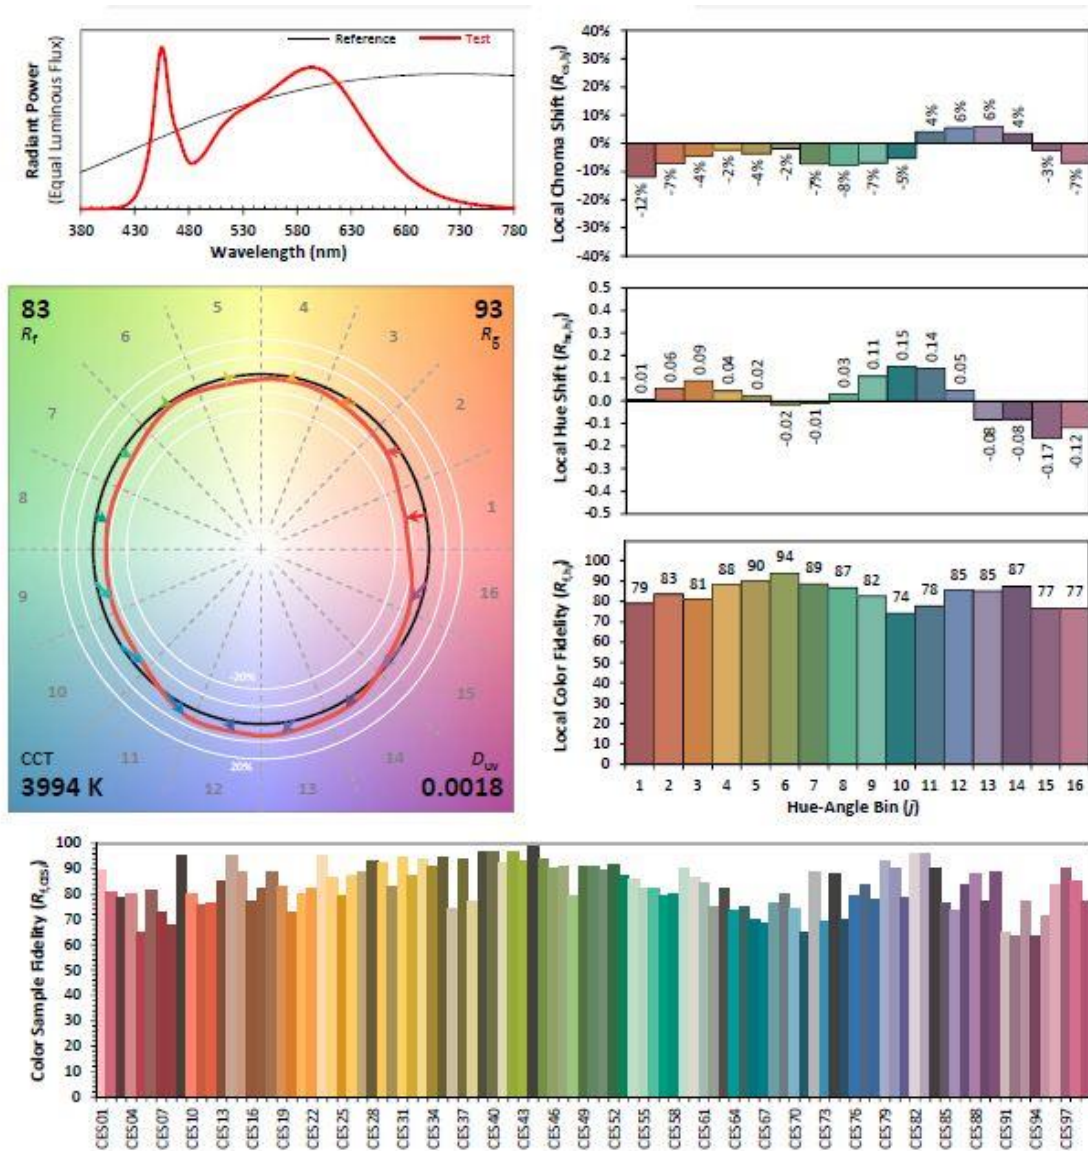 Radiant Power
(Equal Luminous Flux)
Reference
Test
380 430 480 530 580 630 680 730 780
Wavelength (nm)
Local Chroma Shift (Rcs,hj)
40%
30%
20%
10%
0%
-10%
-20%
-30%
-40%
-12% -7% -4% -2% -4% -2% -7% -8% -7% -5% 4% 6% 6% 4% -3% -7%
83
Rf
93
Rg
5 4
6 3
7 2
8 1
9 16
10 15
11 14
12 13
-20%
20%
CCT
3994 K
Duv
0.0018
Local Hue Shift (Rhs,hj)
0.5
0.4
0.3
0.2
0.1
0.0
-0.1
-0.2
-0.3
-0.4
-0.5
0.01 0.06 0.09 0.04 0.02 -0.02 -0.01 0.03 0.11 0.15 0.14 0.05 -0.08 -0.08 -0.17 -0.12
Local Color Fidelity (Rf,hj)
100
90
80
70
60
50
40
30
20
10
0
79 83 81 88 90 94 89 87 82 74 78 85 85 87 77 77
1 2 3 4 5 6 7 8 9 10 11 12 13 14 15 16
Hue-Angle Bin (j)
Color Sample Fidelity (Rf,CESi)
100
90
80
70
60
50
40
30
20
10
0
CES01 CES04 CES07 CES10 CES13 CES16 CES19 CES22 CES25 CES28 CES31 CES34 CES37 CES40 CES43 CES46 CES49 CES52 CES55 CES58 CES61 CES64 CES67 CES70 CES73 CES76 CES79 CES82 CES85 CES88 CES91 CES94 CES97